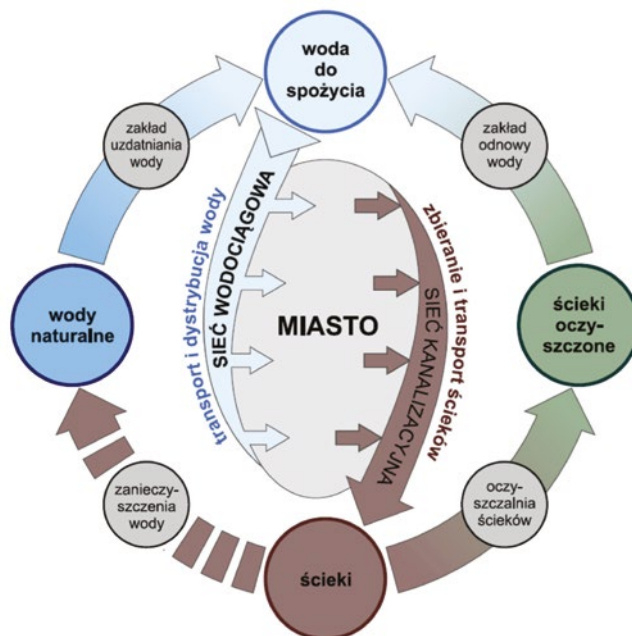 woda
do
spożycia
zakład
uzdatniania
wody
zakład
odnowy
wody
transport i dystrybucja wody
SIEĆ WODOCIĄGOWA
zbieranie i transport ścieków
SIEĆ KANALIZACYJNA
wody
naturalne
MIASTO
ścieki
oczy-
szczone
zanieczy-
szczenia
wody
oczy-
szczalnia
ścieków
ścieki